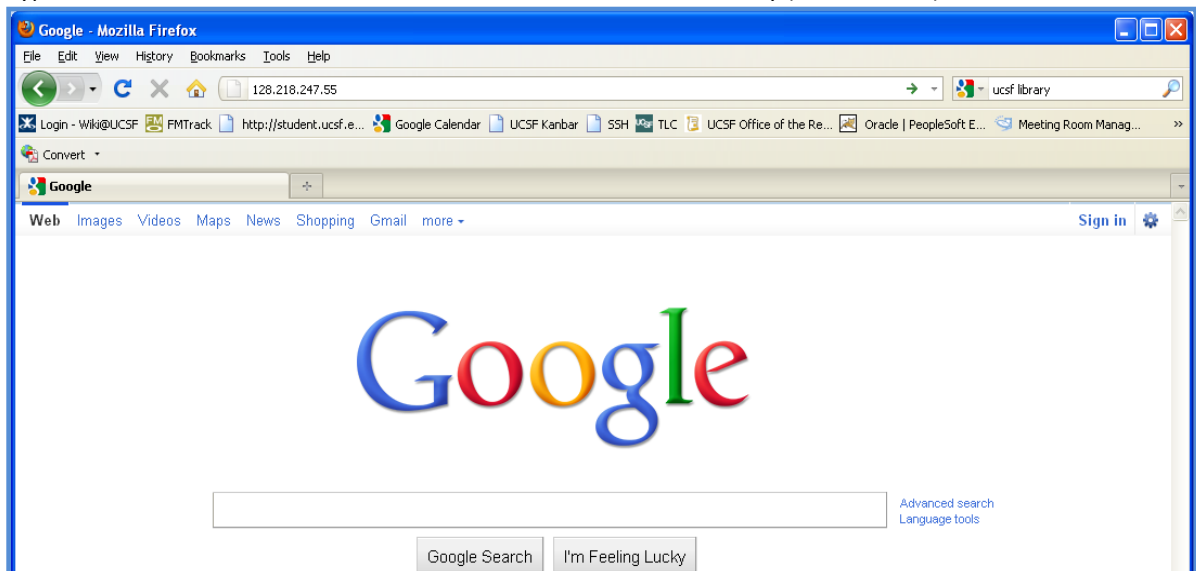 Google - Mozilla Firefox
File Edit View History Bookmarks Tools Help
128.218.247.55 ucsf library
Login - Wiki@UCSF FMTrack http://student.ucsf.e... Google Calendar UCSF Kanbar SSH TLC UCSF Office of the Re... Oracle | PeopleSoft E... Meeting Room Manag... »
Convert
Google
Web Images Videos Maps News Shopping Gmail more Sign in
Google
Advanced search
Language tools
Google Search I'm Feeling Lucky